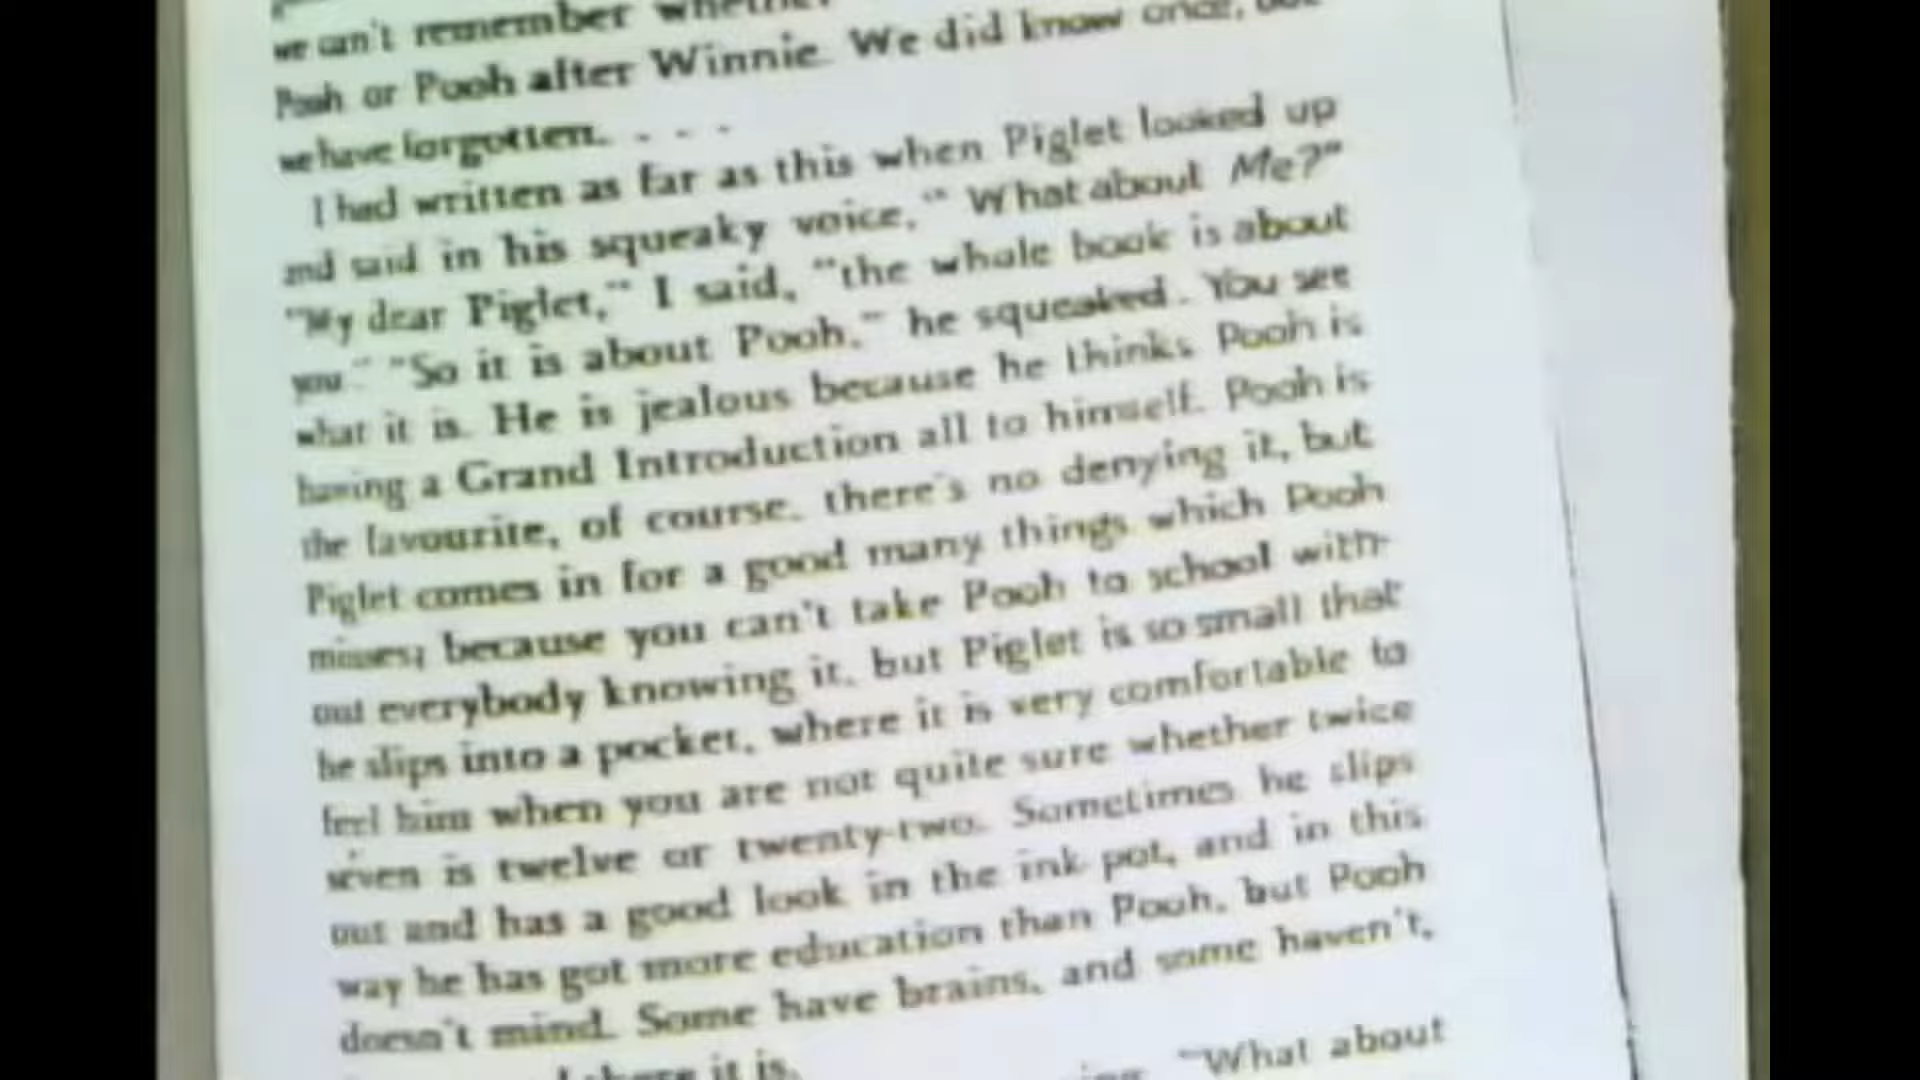 we can't remember whether
Pooh or Pooh after Winnie. We did know once, but
we have forgotten. . . .
I had written as far as this when Piglet looked up
and said in his squeaky voice, "What about Me?"
"My dear Piglet," I said, "the whole book is about
you." "So it is about Pooh," he squeaked. You see
what it is. He is jealous because he thinks Pooh is
having a Grand Introduction all to himself. Pooh is
the favourite, of course, there's no denying it, but
Piglet comes in for a good many things which Pooh
misses; because you can't take Pooh to school with-
out everybody knowing it, but Piglet is so small that
he slips into a pocket, where it is very comfortable to
feel him when you are not quite sure whether twice
seven is twelve or twenty-two. Sometimes he slips
out and has a good look in the ink pot, and in this
way he has got more education than Pooh, but Pooh
doesn't mind. Some have brains, and some haven't,
there it is.
"What about